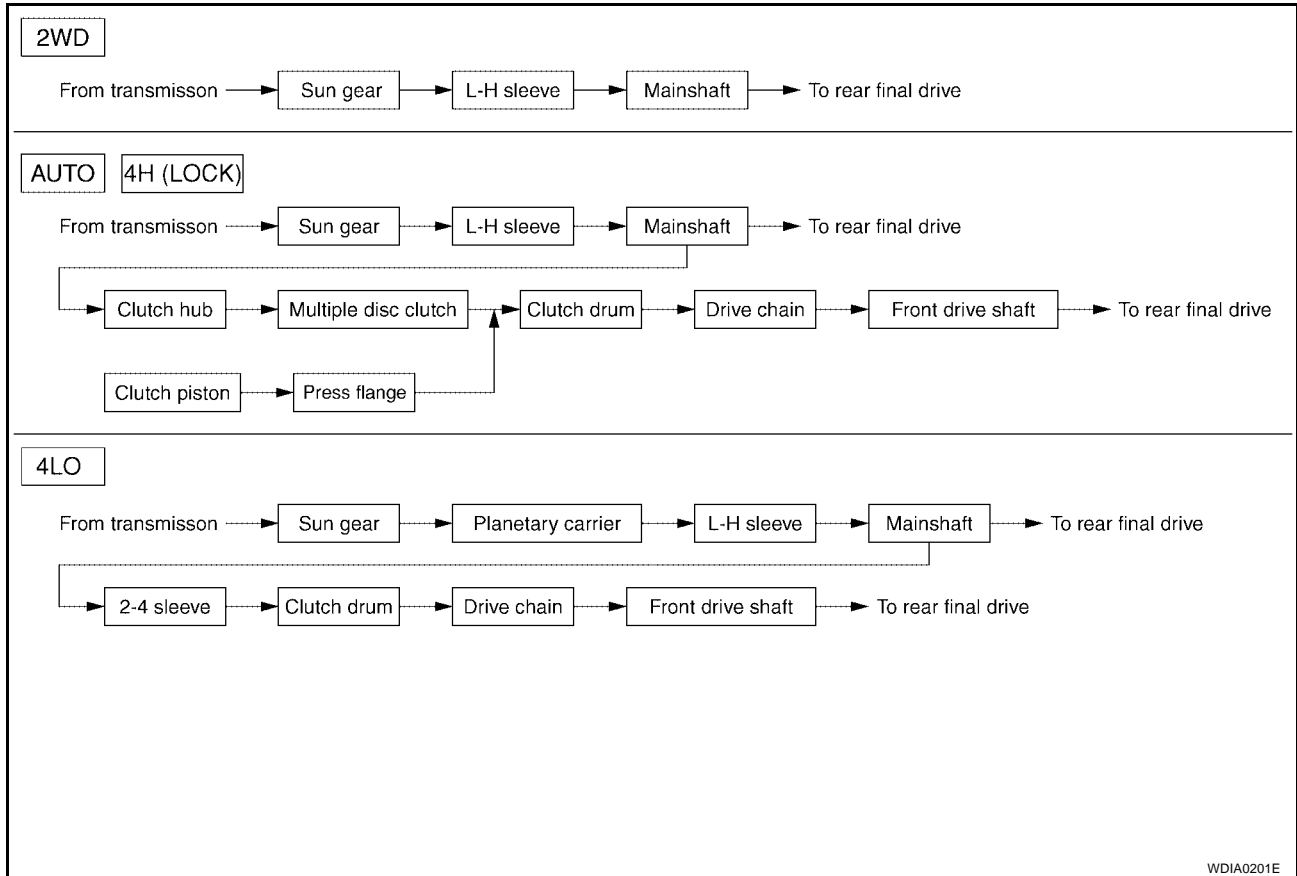 2WD
From transmisson Sun gear L-H sleeve Mainshaft To rear final drive
AUTO 4H (LOCK)
From transmisson Sun gear L-H sleeve Mainshaft To rear final drive
Clutch hub Multiple disc clutch Clutch drum Drive chain Front drive shaft To rear final drive
Clutch piston Press flange
4LO
From transmisson Sun gear Planetary carrier L-H sleeve Mainshaft To rear final drive
2-4 sleeve Clutch drum Drive chain Front drive shaft To rear final drive
WDIA0201E